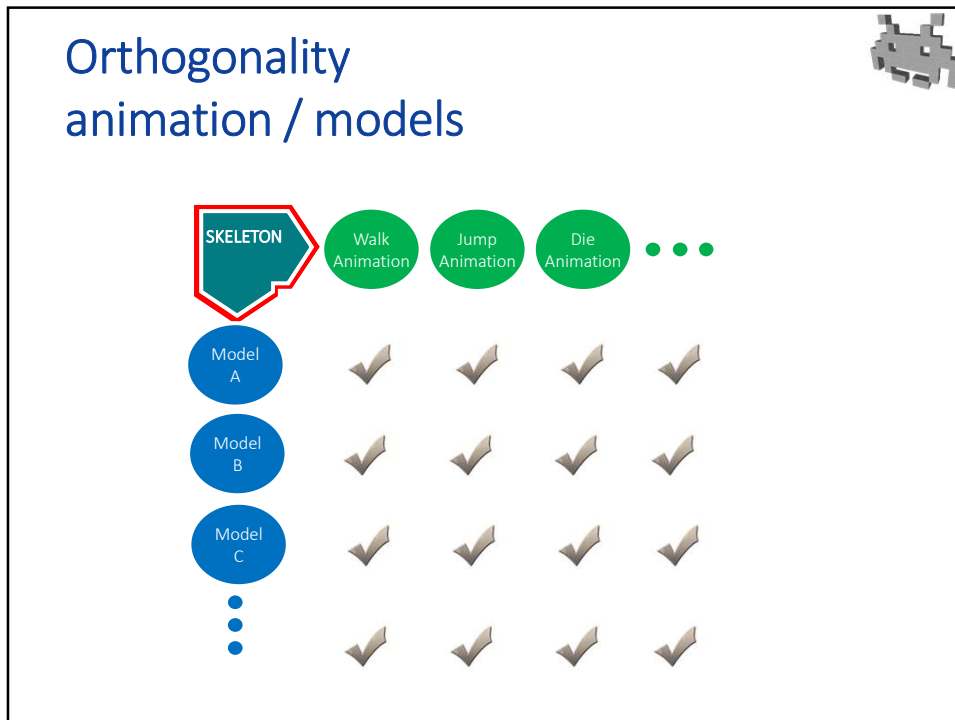 Orthogonality
animation / models
SKELETON
Walk
Animation
Jump
Animation
Die
Animation
Model
A
Model
B
Model
C